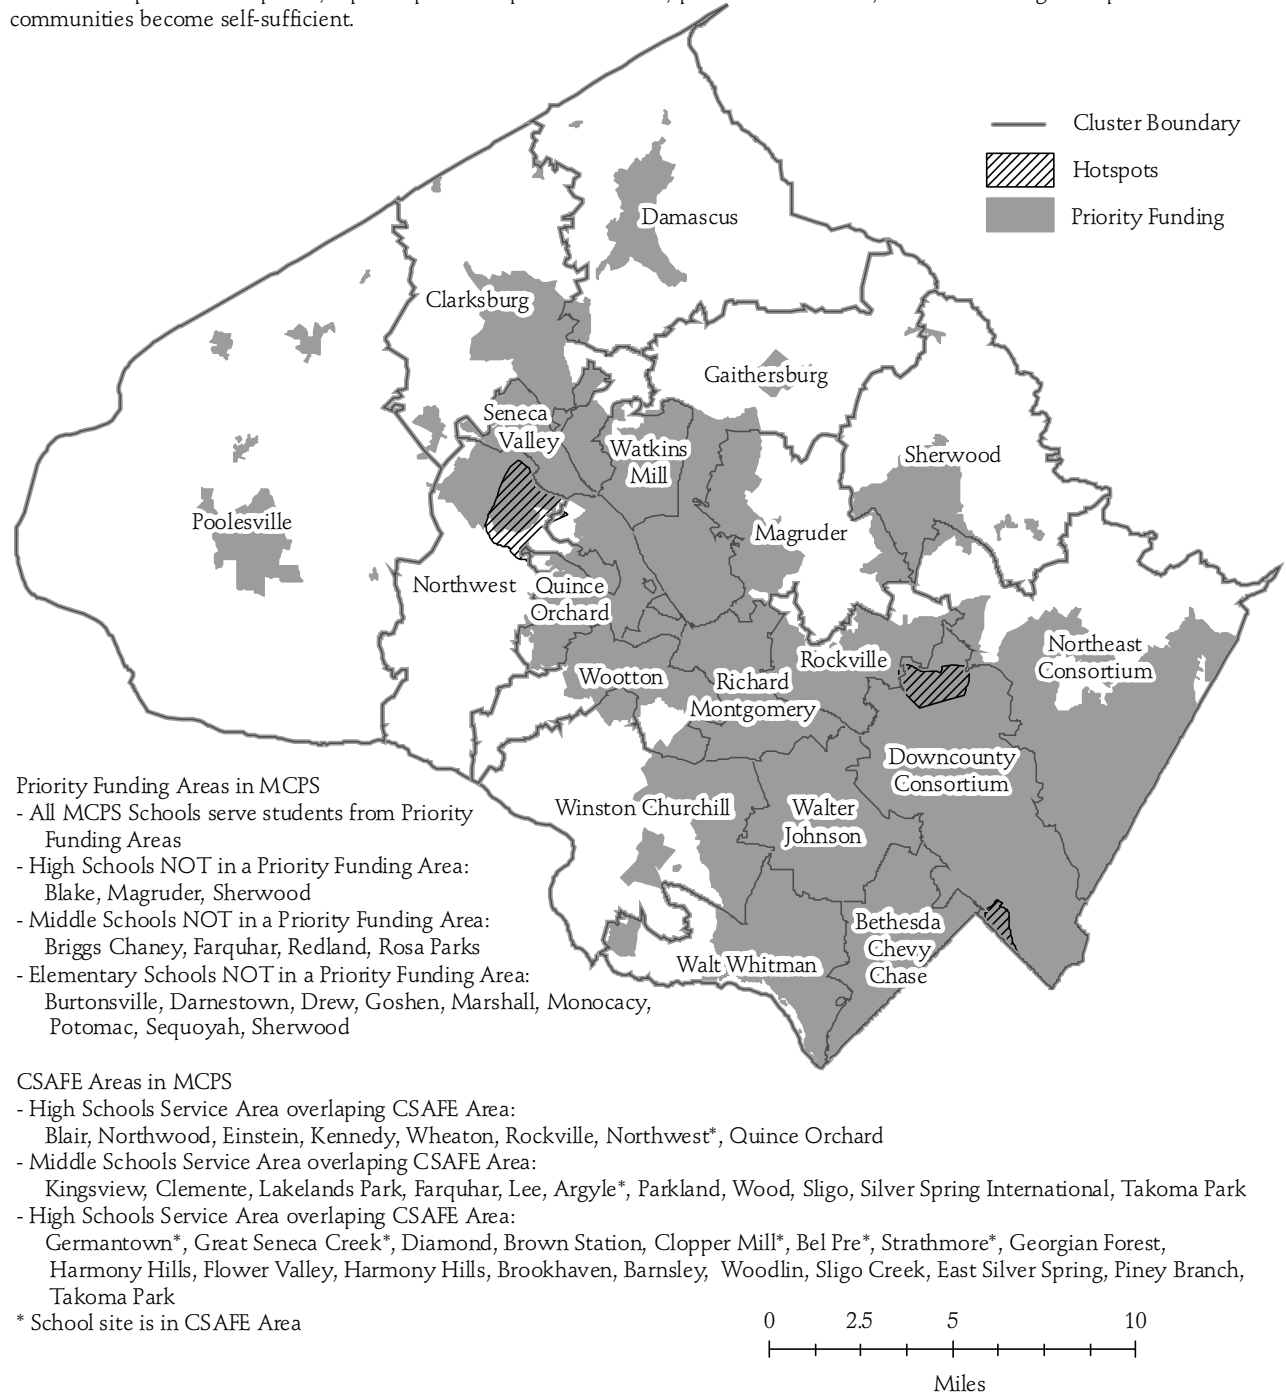 communities become self-sufficient.
Cluster Boundary
Hotspots
Priority Funding
Damascus
Clarksburg
Gaithersburg
Seneca
Valley
Watkins
Mill
Sherwood
Poolesville
Magruder
Northwest
Quince
Orchard
Northeast
Consortium
Rockville
Wootton
Richard
Montgomery
Downcounty
Consortium
Winston Churchill
Walter
Johnson
Bethesda
Chevy
Chase
Walt Whitman
Priority Funding Areas in MCPS
- All MCPS Schools serve students from Priority
Funding Areas
- High Schools NOT in a Priority Funding Area:
Blake, Magruder, Sherwood
- Middle Schools NOT in a Priority Funding Area:
Briggs Chaney, Farquhar, Redland, Rosa Parks
- Elementary Schools NOT in a Priority Funding Area:
Burtonsville, Darnestown, Drew, Goshen, Marshall, Monocacy,
Potomac, Sequoyah, Sherwood
CSAFE Areas in MCPS
- High Schools Service Area overlaping CSAFE Area:
Blair, Northwood, Einstein, Kennedy, Wheaton, Rockville, Northwest*, Quince Orchard
- Middle Schools Service Area overlaping CSAFE Area:
Kingsview, Clemente, Lakelands Park, Farquhar, Lee, Argyle*, Parkland, Wood, Sligo, Silver Spring International, Takoma Park
- High Schools Service Area overlaping CSAFE Area:
Germantown*, Great Seneca Creek*, Diamond, Brown Station, Clopper Mill*, Bel Pre*, Strathmore*, Georgian Forest,
Harmony Hills, Flower Valley, Harmony Hills, Brookhaven, Barnsley, Woodlin, Sligo Creek, East Silver Spring, Piney Branch,
Takoma Park
* School site is in CSAFE Area
0 2.5 5 10
Miles